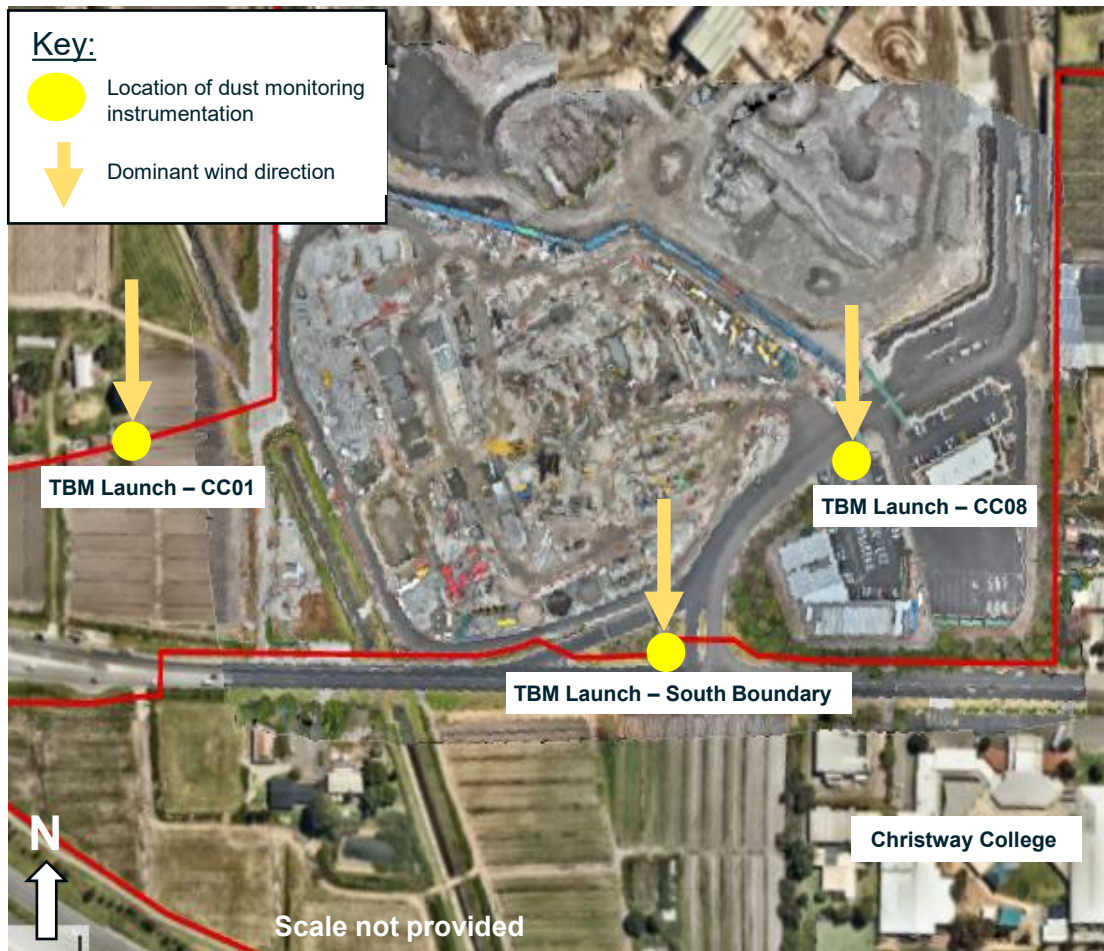 Key:
Location of dust monitoring
instrumentation
Dominant wind direction
TBM Launch – CC01
TBM Launch – CC08
TBM Launch – South Boundary
Christway College
N
Scale not provided